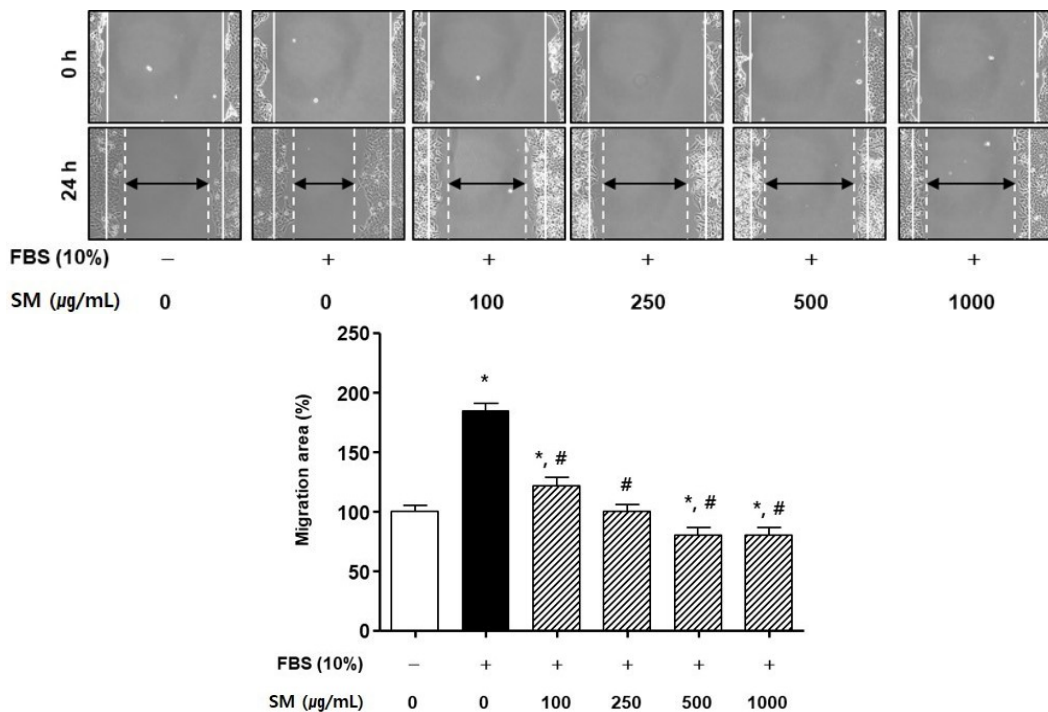 0 h
24 h
FBS (10%) − + + + + +
SM (㎍/mL) 0 0 100 250 500 1000
250
200
150
100
50
0
Migration area (%)
*
*, #
#
*, #
*, #
FBS (10%) − + + + + +
SM (㎍/mL) 0 0 100 250 500 1000